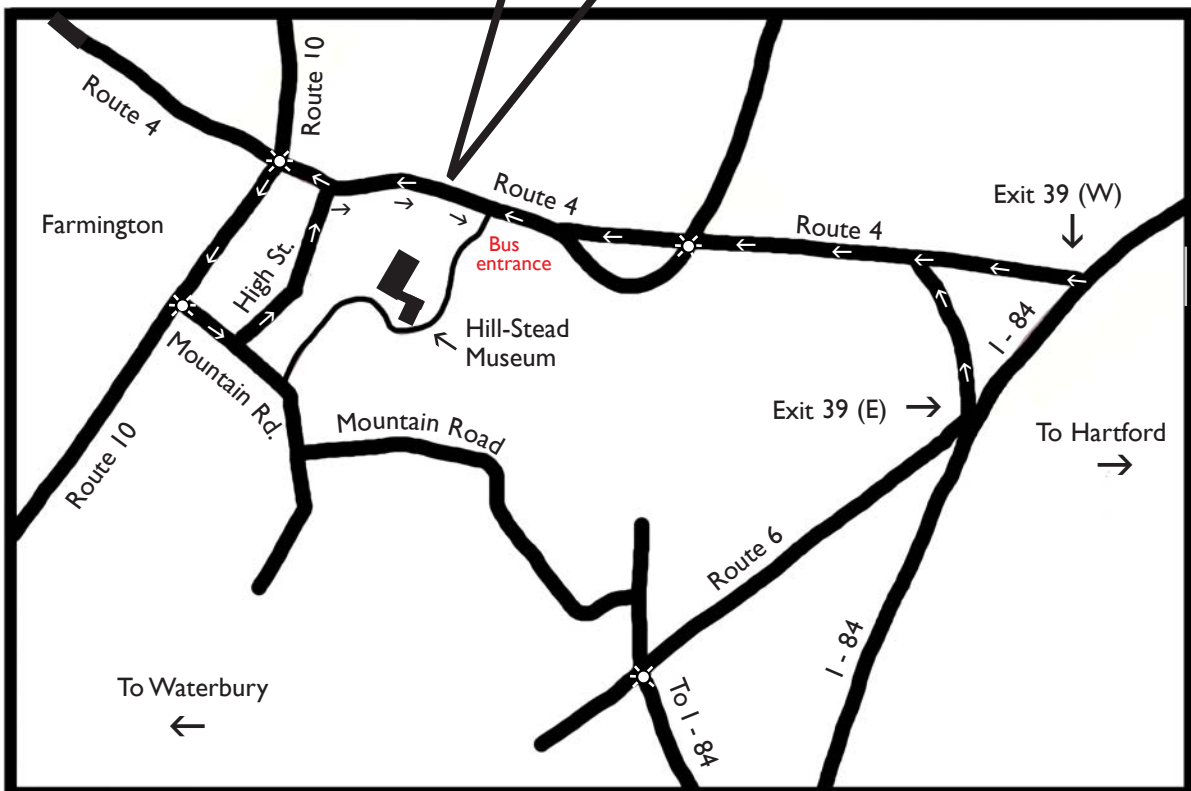 Route 10
Route 4
Exit 39 (W)
Route 4
Route 4
Farmington
Bus
entrance
High St.
I - 84
Hill-Stead
Museum
Mountain Rd.
Exit 39 (E)
Mountain Road
To Hartford
Route 10
Route 6
I - 84
To Waterbury
To I - 84